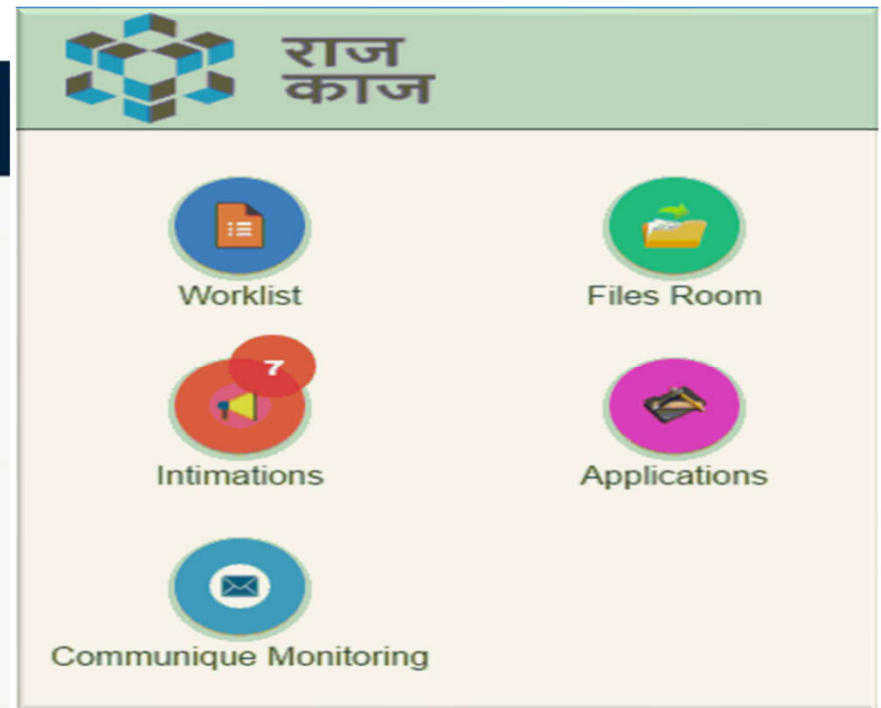 राज
काज
Worklist
Files Room
7
Intimations
Applications
Communique Monitoring